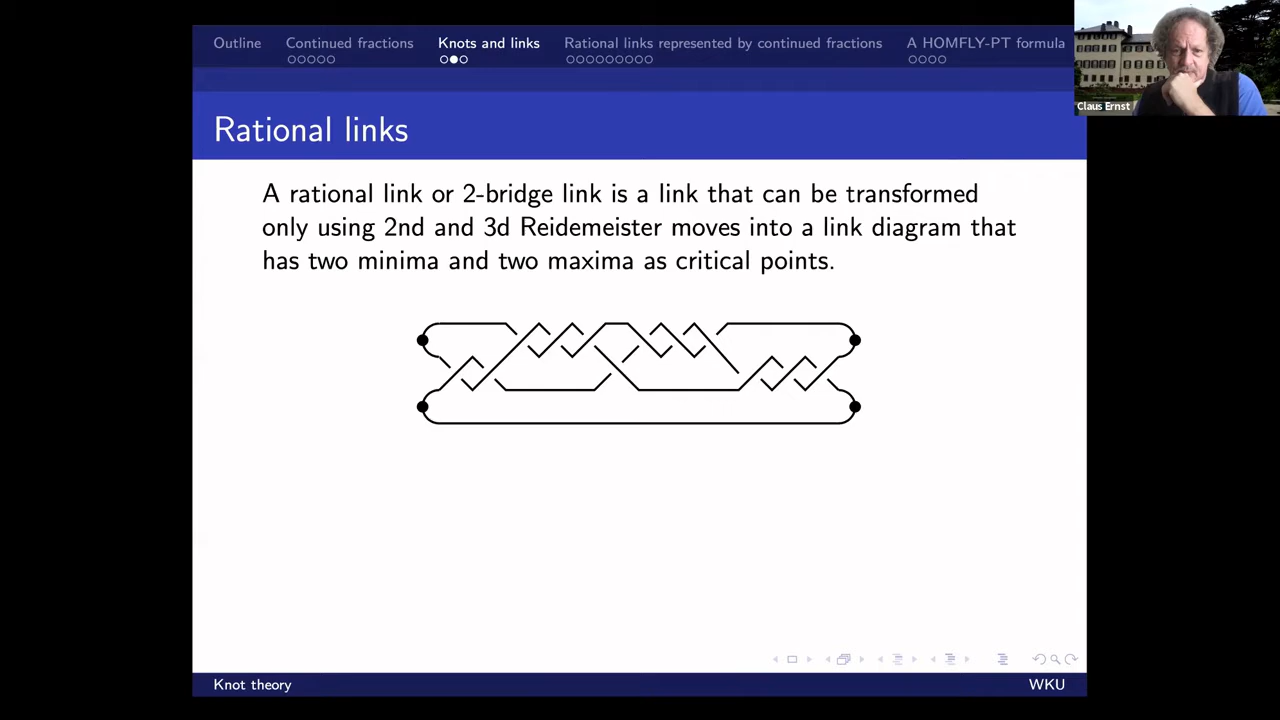 Outline
Continued fractions
Knots and links
Rational links represented by continued fractions
A HOMFLY-PT formula
Claus Ernst
Rational links
A rational link or 2-bridge link is a link that can be transformed
only using 2nd and 3d Reidemeister moves into a link diagram that
has two minima and two maxima as critical points.
Knot theory
WKU